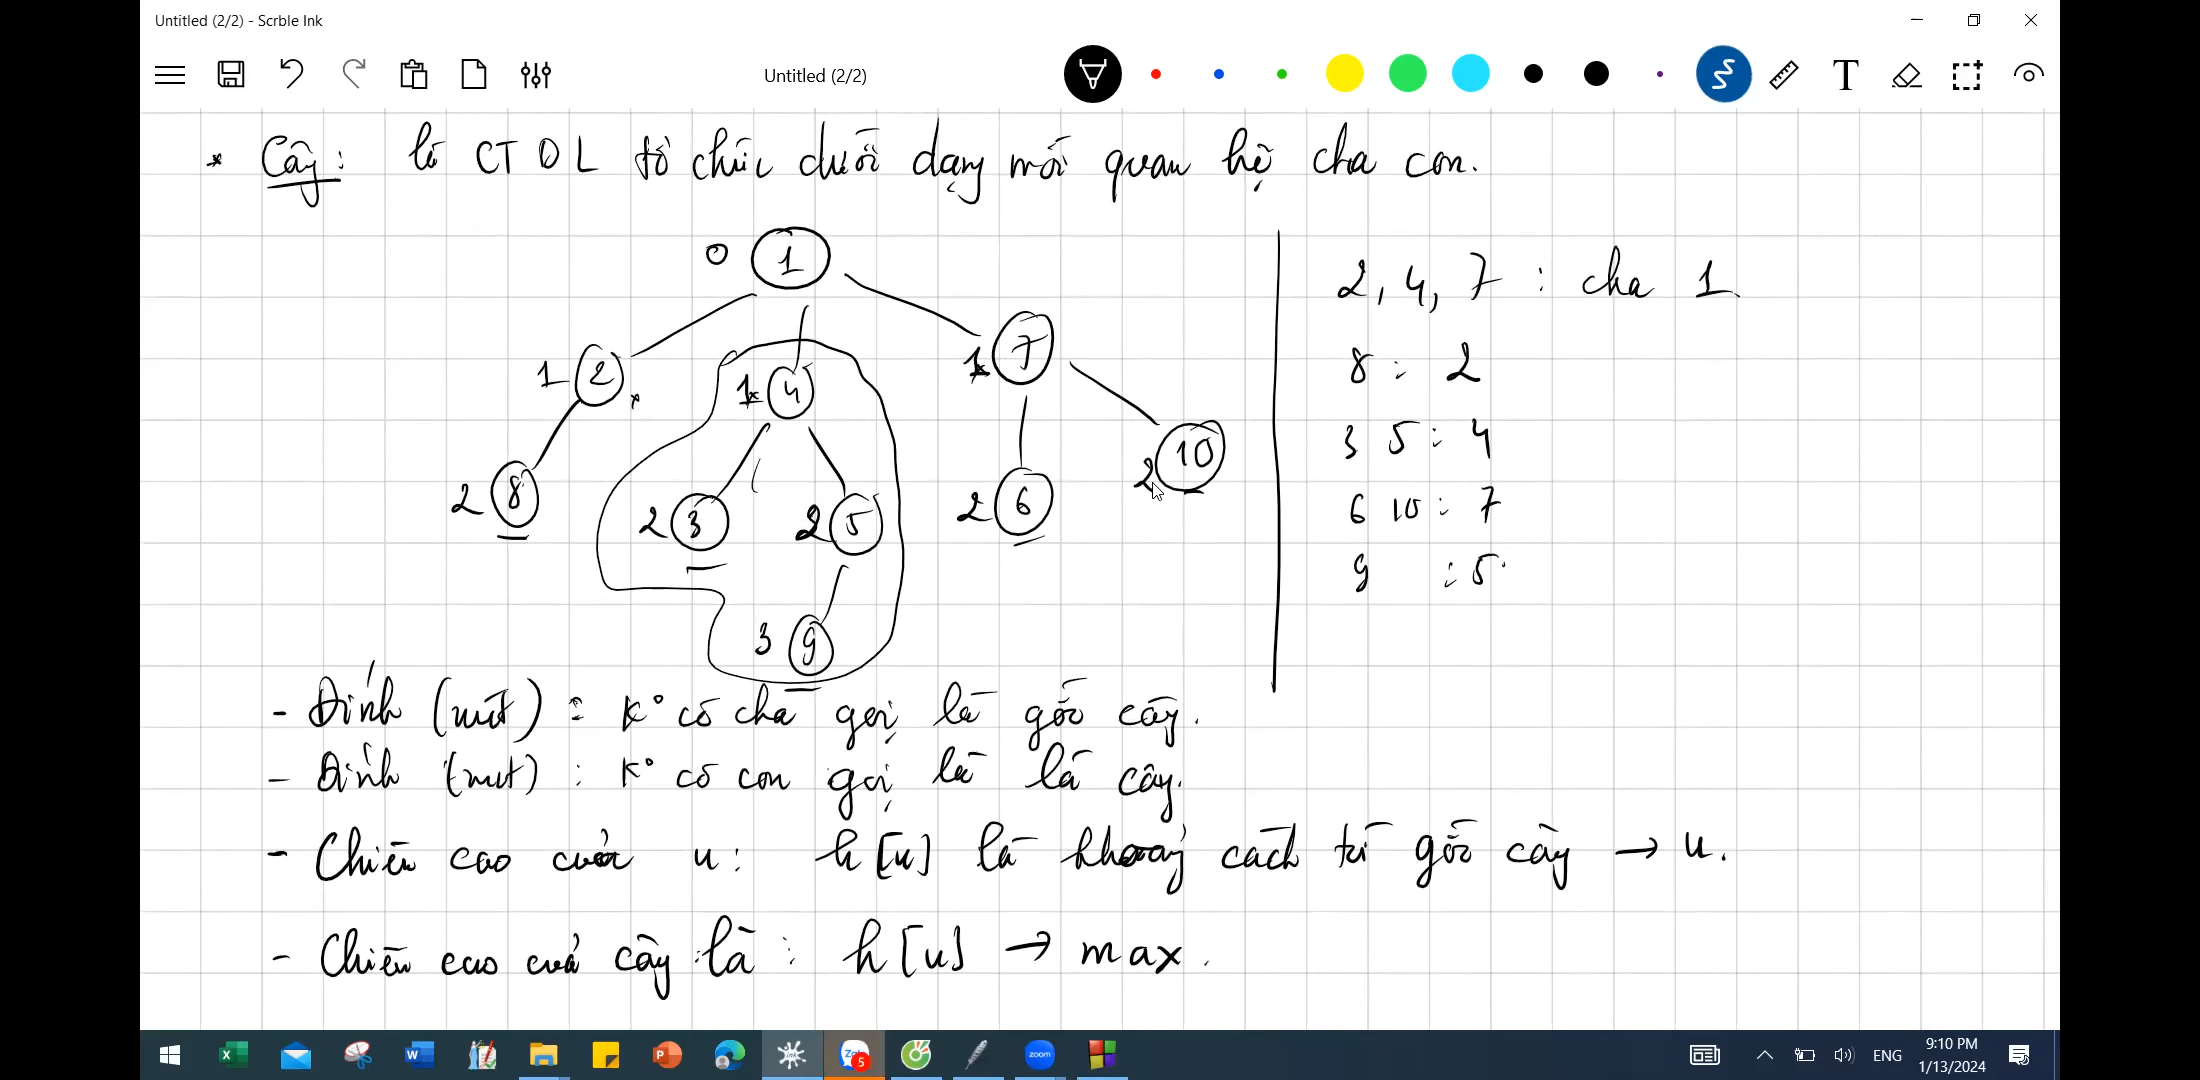 Untitled (2/2) - Scrble Ink
Untitled (2/2)
T
* Cây: là CTDL tổ chức dưới dạng mối quan hệ cha con.
0 1
1 2
1 4
1 7
2 8
2 3
2 5
2 6
2 10
3 9
2, 4, 7 : cha 1
8 : 2
3 5 : 4
6 10 : 7
9 : 5
- Đỉnh (nút) : K° có cha gọi là gốc cây.
- Đỉnh (nút) : K° có con gọi là lá cây.
- Chiều cao của u: h[u] là khoảng cách từ gốc cây → u.
- Chiều cao của cây là : h[u] → max.
5
zoom
ENG
9:10 PM
1/13/2024